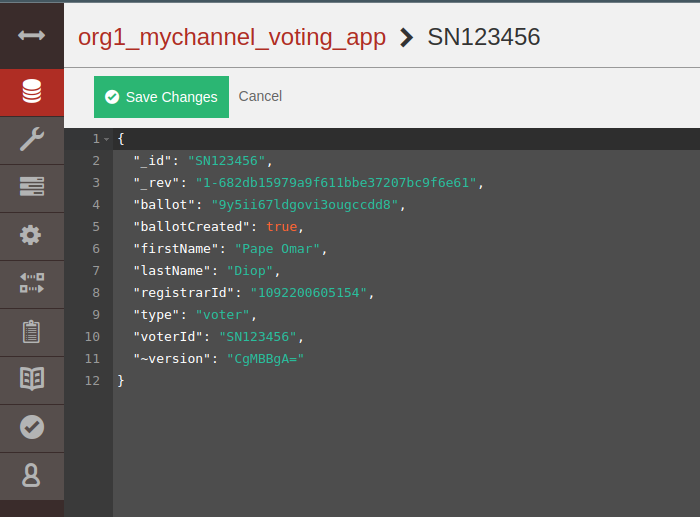 org1_mychannel_voting_app > SN123456
Save Changes Cancel
1 {
2 "_id": "SN123456",
3 "_rev": "1-682db15979a9f611bbe37207bc9f6e61",
4 "ballot": "9y5ii67ldgovi3ougccdd8",
5 "ballotCreated": true,
6 "firstName": "Pape Omar",
7 "lastName": "Diop",
8 "registrarId": "1092200605154",
9 "type": "voter",
10 "voterId": "SN123456",
11 "~version": "CgMBBgA="
12 }